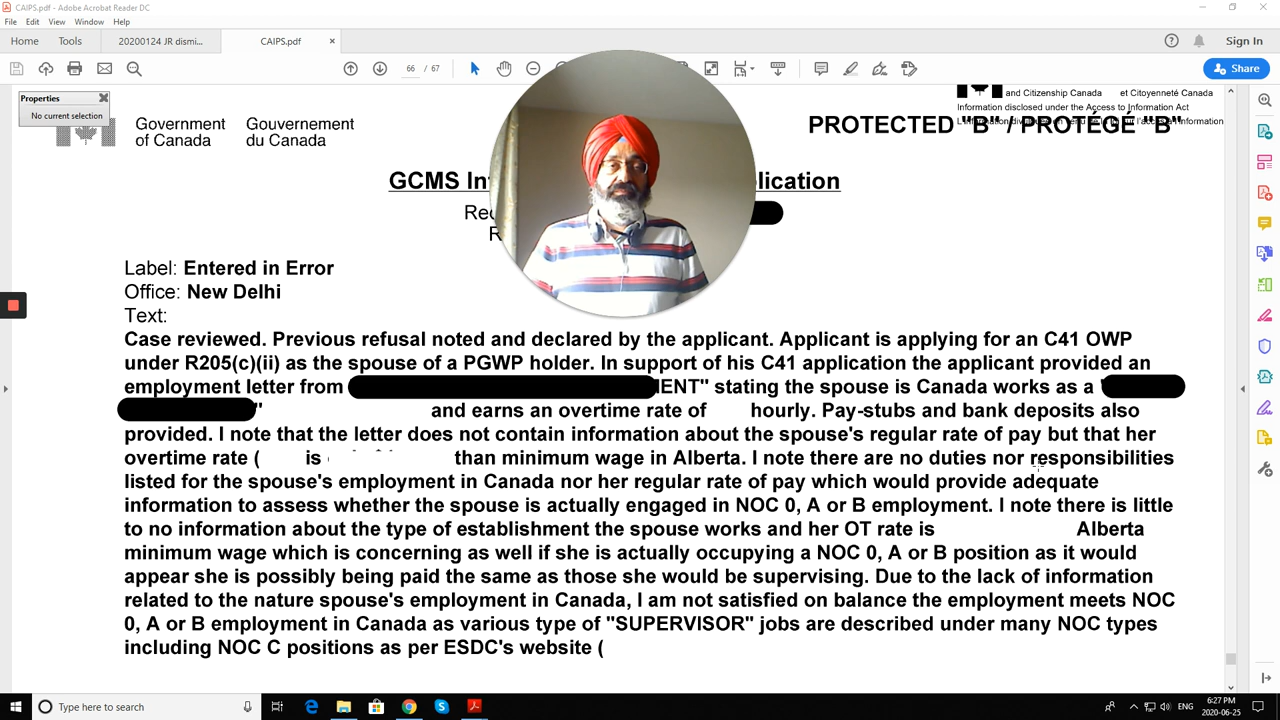 CAIPS.pdf - Adobe Acrobat Reader DC
File Edit View Window Help
Home Tools 20200124 JR dismi... CAIPS.pdf × Sign In
66 / 67 Share
Properties
No current selection
and Citizenship Canada et Citoyenneté Canada
Information disclosed under the Access to Information Act
Government of Canada
Gouvernement du Canada
PROTECTED "B" / PROTÉGÉ "B"
GCMS In lication
Label: Entered in Error
Office: New Delhi
Text:
Case reviewed. Previous refusal noted and declared by the applicant. Applicant is applying for an C41 OWP
under R205(c)(ii) as the spouse of a PGWP holder. In support of his C41 application the applicant provided an
employment letter from IENT" stating the spouse is Canada works as a "
" and earns an overtime rate of hourly. Pay-stubs and bank deposits also
provided. I note that the letter does not contain information about the spouse's regular rate of pay but that her
overtime rate ( is than minimum wage in Alberta. I note there are no duties nor responsibilities
listed for the spouse's employment in Canada nor her regular rate of pay which would provide adequate
information to assess whether the spouse is actually engaged in NOC 0, A or B employment. I note there is little
to no information about the type of establishment the spouse works and her OT rate is Alberta
minimum wage which is concerning as well if she is actually occupying a NOC 0, A or B position as it would
appear she is possibly being paid the same as those she would be supervising. Due to the lack of information
related to the nature spouse's employment in Canada, I am not satisfied on balance the employment meets NOC
0, A or B employment in Canada as various type of "SUPERVISOR" jobs are described under many NOC types
including NOC C positions as per ESDC's website (
Type here to search ENG 6:27 PM
2020-06-25